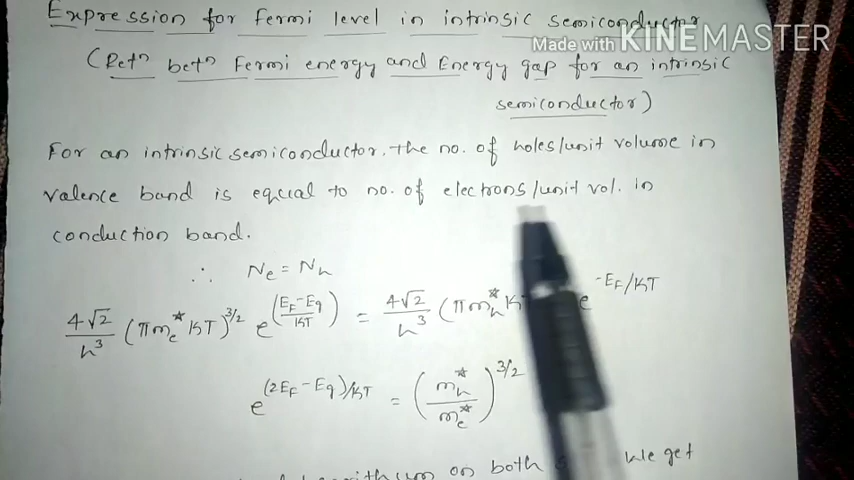 Expression for Fermi level in intrinsic semiconductor
Made with KINEMASTER
(Retn betn Fermi energy and Energy gap for an intrinsic
semiconductor)
For an intrinsic semiconductor, the no. of holes/unit volume in
valence band is equal to no. of electrons/unit vol. in
conduction band.
∴ Ne = Nh
4√2/h³ (πme* KT)^3/2 e^((EF-Eg)/KT) = 4√2/h³ (πmh* KT e^-EF/KT
e^(2EF-Eg)/KT = (mh*/me*)^3/2
on both we get